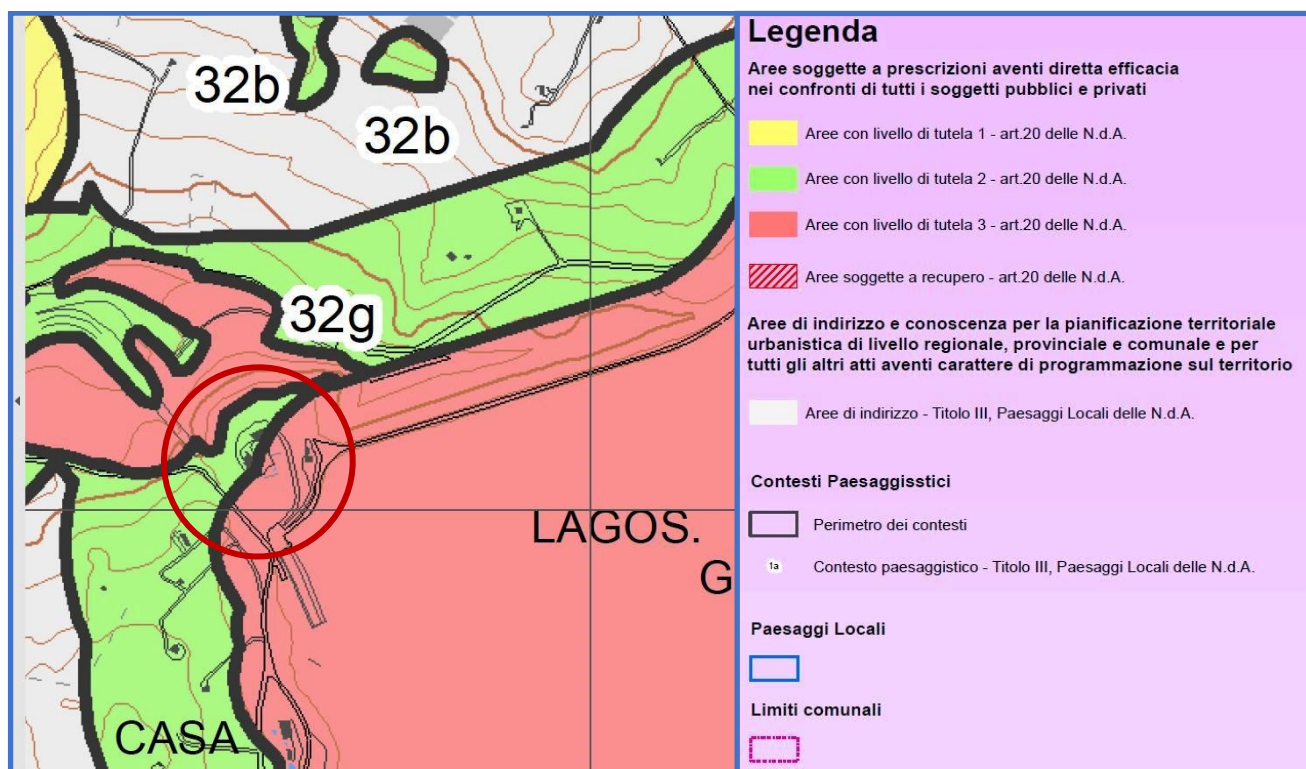 32b
32b
32g
LAGOS.
G
CASA
Legenda
Aree soggette a prescrizioni aventi diretta efficacia
nei confronti di tutti i soggetti pubblici e privati
Aree con livello di tutela 1 - art.20 delle N.d.A.
Aree con livello di tutela 2 - art.20 delle N.d.A.
Aree con livello di tutela 3 - art.20 delle N.d.A.
Aree soggette a recupero - art.20 delle N.d.A.
Aree di indirizzo e conoscenza per la pianificazione territoriale
urbanistica di livello regionale, provinciale e comunale e per
tutti gli altri atti aventi carattere di programmazione sul territorio
Aree di indirizzo - Titolo III, Paesaggi Locali delle N.d.A.
Contesti Paesaggisstici
Perimetro dei contesti
1a Contesto paesaggistico - Titolo III, Paesaggi Locali delle N.d.A.
Paesaggi Locali
Limiti comunali